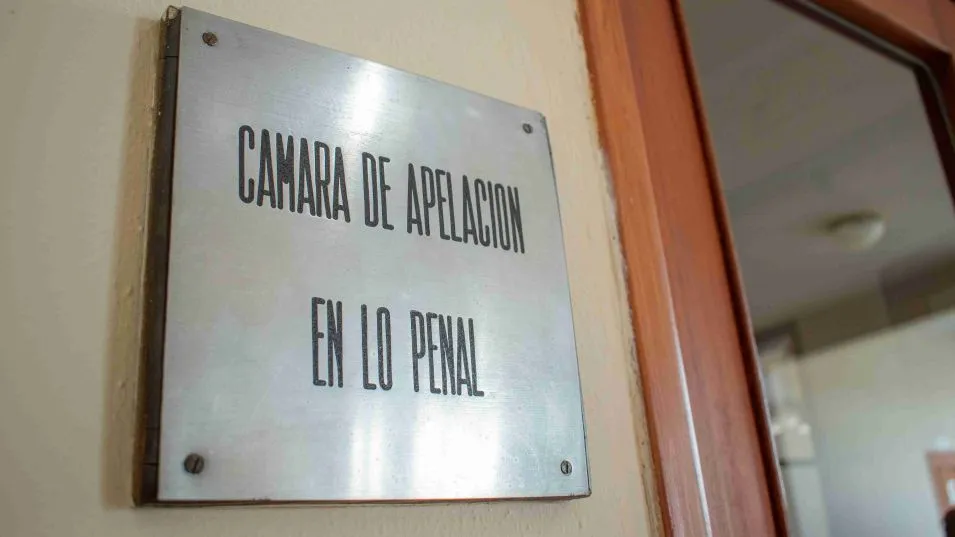 CAMARA DE APELACION
EN LO PENAL